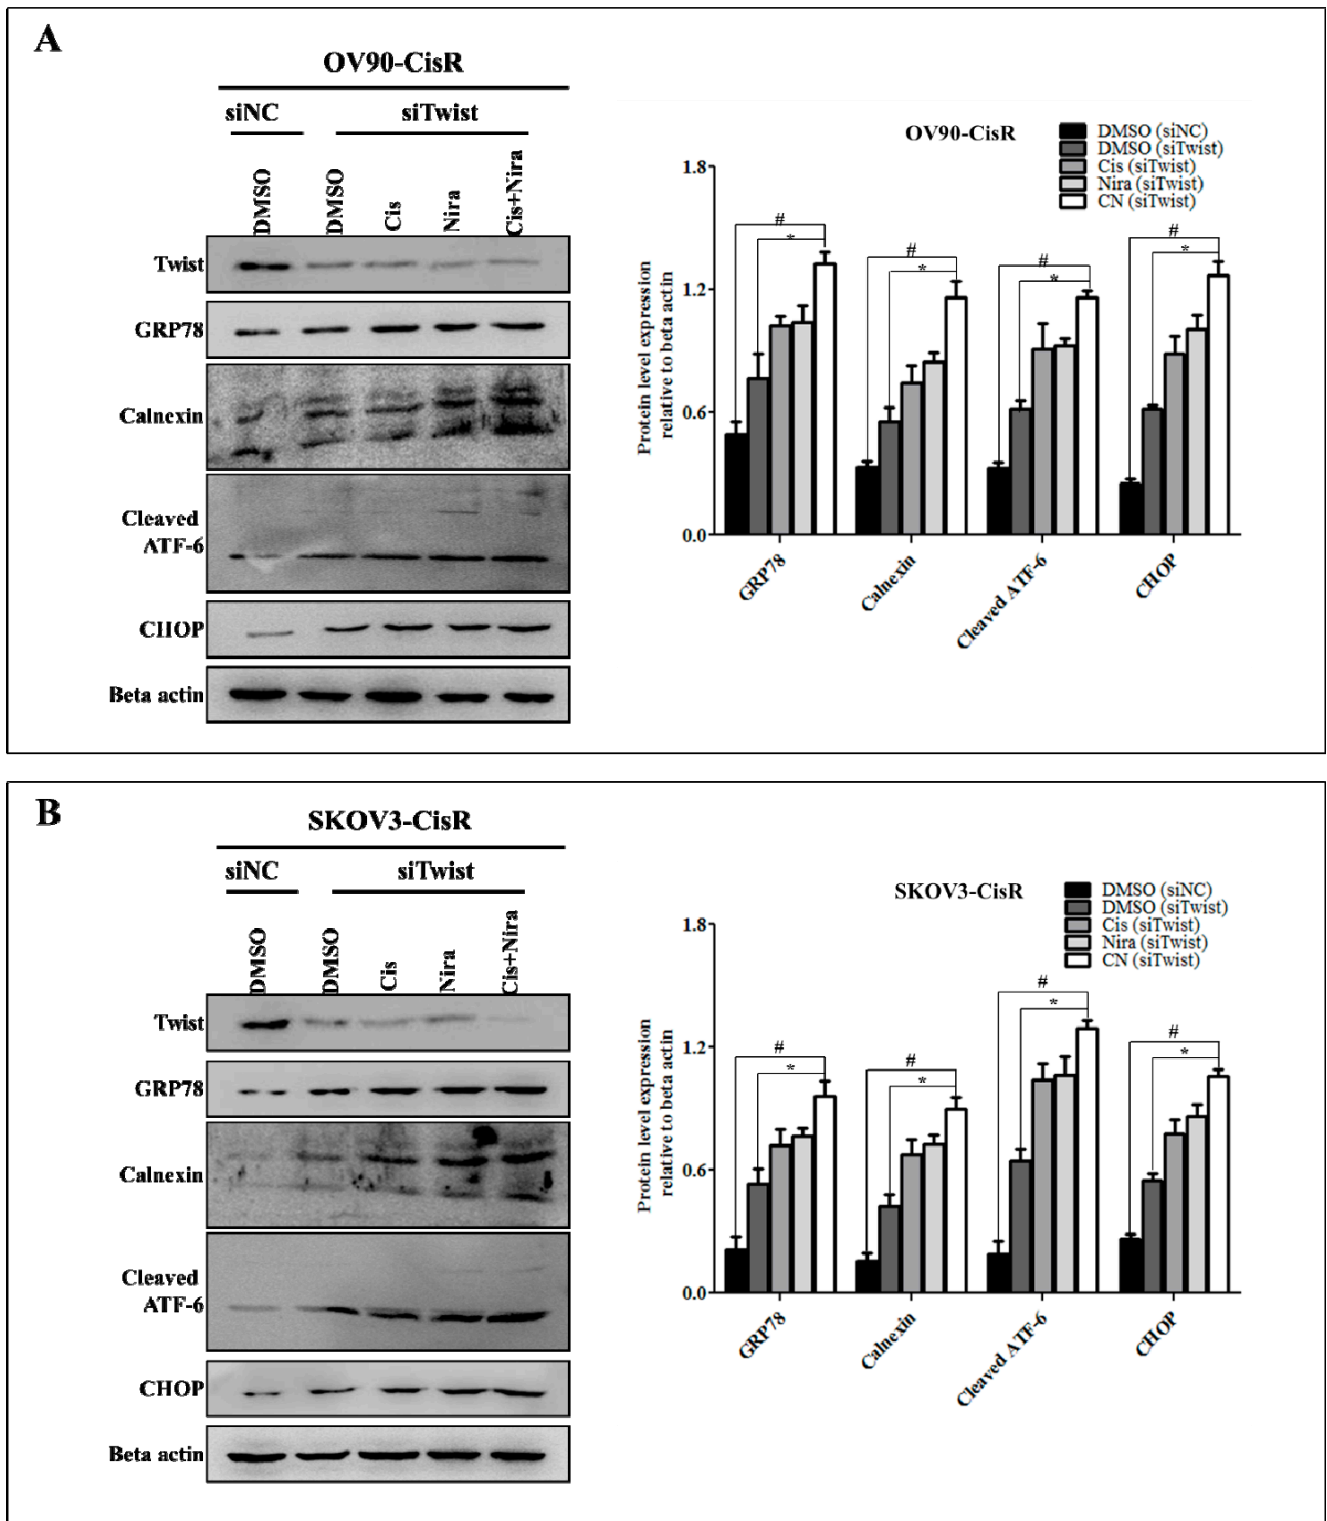 A
OV90-CisR
siNC
siTwist
DMSO
DMSO
Cis
Nira
Cis+Nira
Twist
GRP78
Calnexin
Cleaved
ATF-6
CHOP
Beta actin
OV90-CisR
DMSO (siNC)
DMSO (siTwist)
Cis (siTwist)
Nira (siTwist)
CN (siTwist)
Protein level expression
relative to beta actin
1.8
1.2
0.6
0.0
#
*
#
*
#
*
#
*
GRP78
Calnexin
Cleaved ATF-6
CHOP
B
SKOV3-CisR
siNC
siTwist
DMSO
DMSO
Cis
Nira
Cis+Nira
Twist
GRP78
Calnexin
Cleaved
ATF-6
CHOP
Beta actin
SKOV3-CisR
DMSO (siNC)
DMSO (siTwist)
Cis (siTwist)
Nira (siTwist)
CN (siTwist)
Protein level expression
relative to beta actin
1.8
1.2
0.6
0.0
#
*
#
*
#
*
#
*
GRP78
Calnexin
Cleaved ATF-6
CHOP